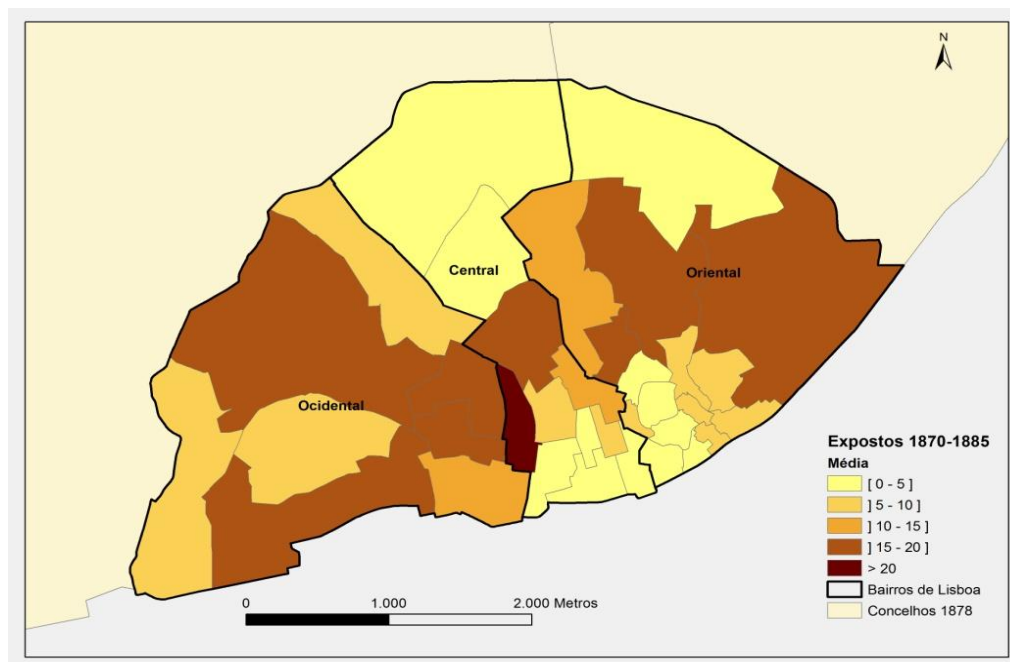 N
Central
Oriental
Ocidental
Expostos 1870-1885
Média
[ 0 - 5 ]
] 5 - 10 ]
] 10 - 15 ]
] 15 - 20 ]
> 20
Bairros de Lisboa
Concelhos 1878
0 1.000 2.000 Metros